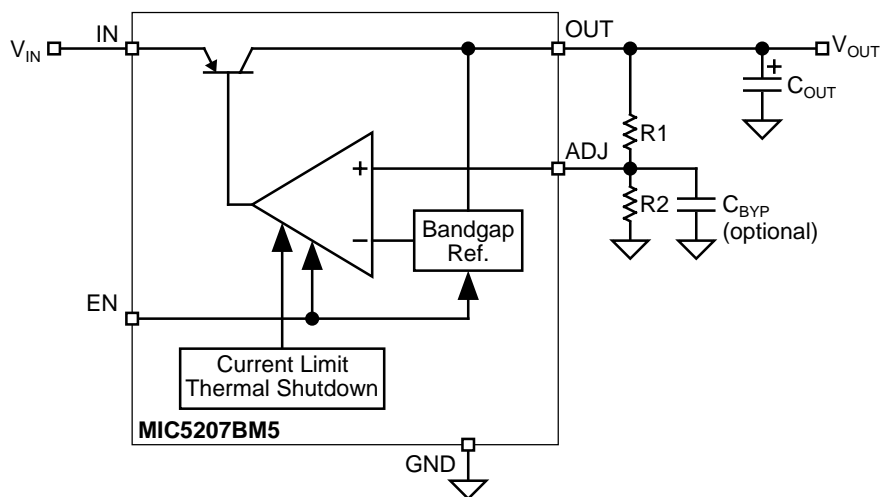 IN
OUT
VIN
VOUT
COUT
R1
ADJ
+
+
R2
CBYP
(optional)
–
Bandgap
Ref.
EN
Current Limit
Thermal Shutdown
MIC5207BM5
GND